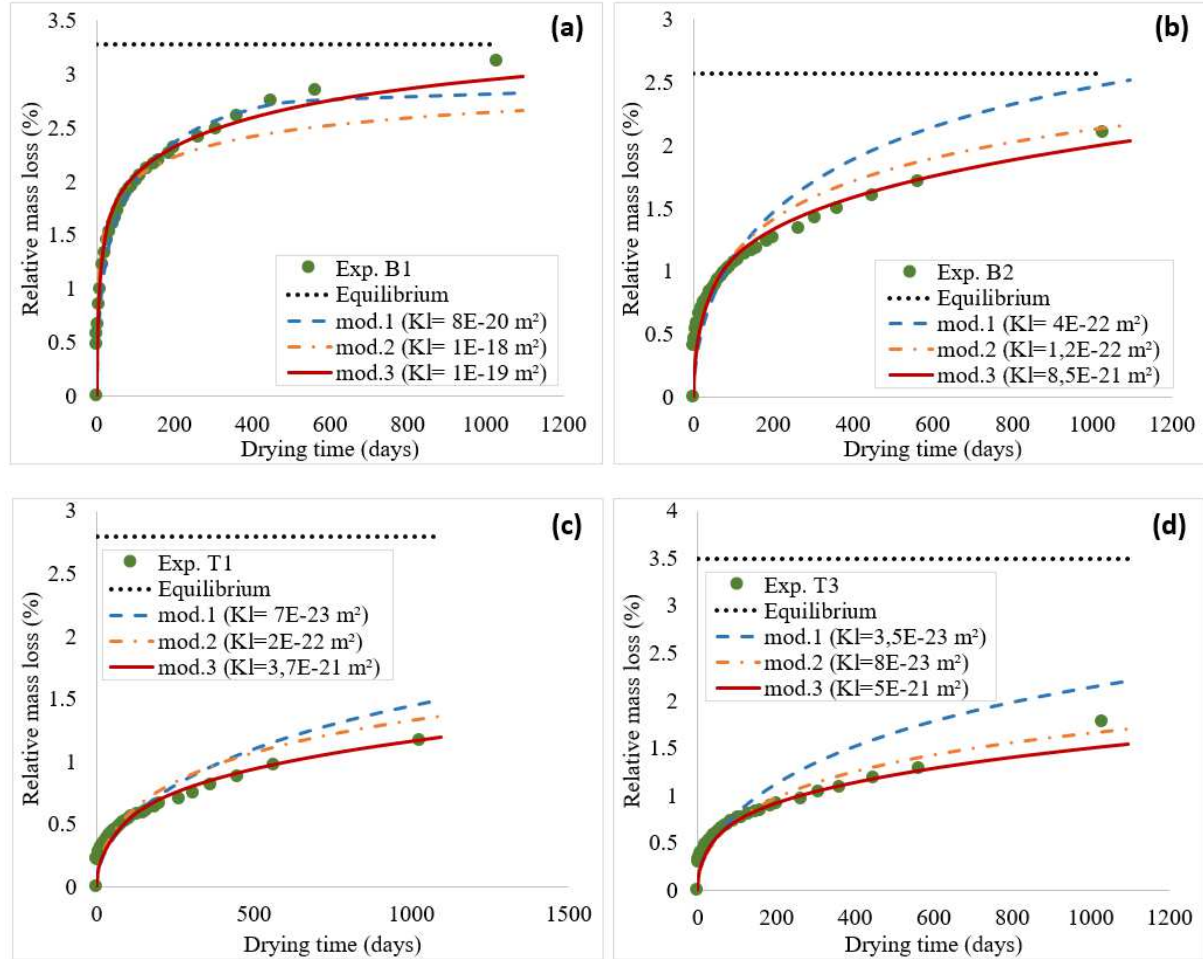 (a)
Relative mass loss (%)
3.5
3
2.5
2
1.5
1
0.5
0
Exp. B1
Equilibrium
mod.1 (Kl= 8E-20 m²)
mod.2 (Kl= 1E-18 m²)
mod.3 (Kl= 1E-19 m²)
0 200 400 600 800 1000 1200
Drying time (days)
(b)
Relative mass loss (%)
3
2.5
2
1.5
1
0.5
0
Exp. B2
Equilibrium
mod.1 (Kl= 4E-22 m²)
mod.2 (Kl=1,2E-22 m²)
mod.3 (Kl=8,5E-21 m²)
0 200 400 600 800 1000 1200
Drying time (days)
(c)
Relative mass loss (%)
3
2.5
2
1.5
1
0.5
0
Exp. T1
Equilibrium
mod.1 (Kl= 7E-23 m²)
mod.2 (Kl=2E-22 m²)
mod.3 (Kl=3,7E-21 m²)
0 500 1000 1500
Drying time (days)
(d)
Relative mass loss (%)
4
3.5
3
2.5
2
1.5
1
0.5
0
Exp. T3
Equilibrium
mod.1 (Kl=3,5E-23 m²)
mod.2 (Kl=8E-23 m²)
mod.3 (Kl=5E-21 m²)
0 200 400 600 800 1000 1200
Drying time (days)